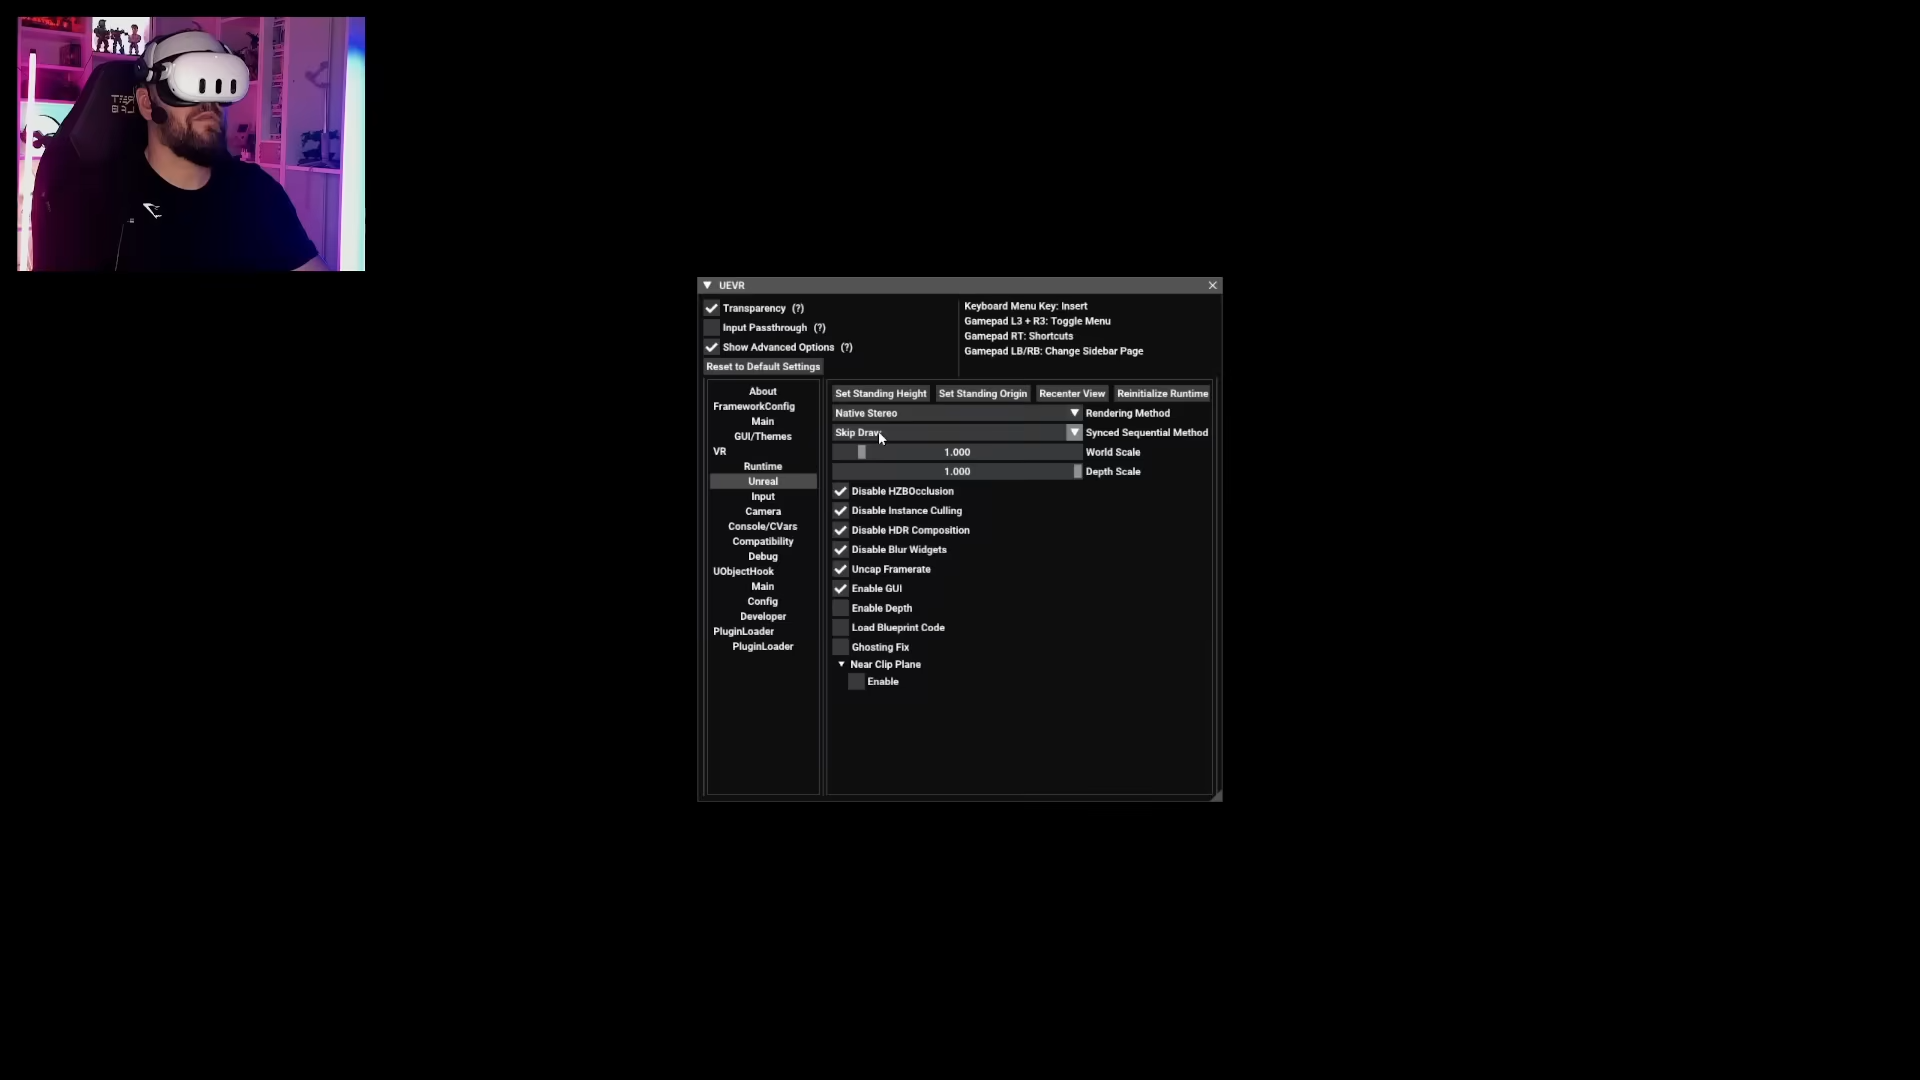 UEVR
Transparency (?)
Input Passthrough (?)
Show Advanced Options (?)
Reset to Default Settings
Keyboard Menu Key: Insert
Gamepad L3 + R3: Toggle Menu
Gamepad RT: Shortcuts
Gamepad LB/RB: Change Sidebar Page
About
FrameworkConfig
Main
GUI/Themes
VR
Runtime
Unreal
Input
Camera
Console/CVars
Compatibility
Debug
UObjectHook
Main
Config
Developer
PluginLoader
PluginLoader
Set Standing Height Set Standing Origin Recenter View Reinitialize Runtime
Native Stereo Rendering Method
Skip Draw Synced Sequential Method
1.000 World Scale
1.000 Depth Scale
Disable HZBOcclusion
Disable Instance Culling
Disable HDR Composition
Disable Blur Widgets
Uncap Framerate
Enable GUI
Enable Depth
Load Blueprint Code
Ghosting Fix
Near Clip Plane
Enable